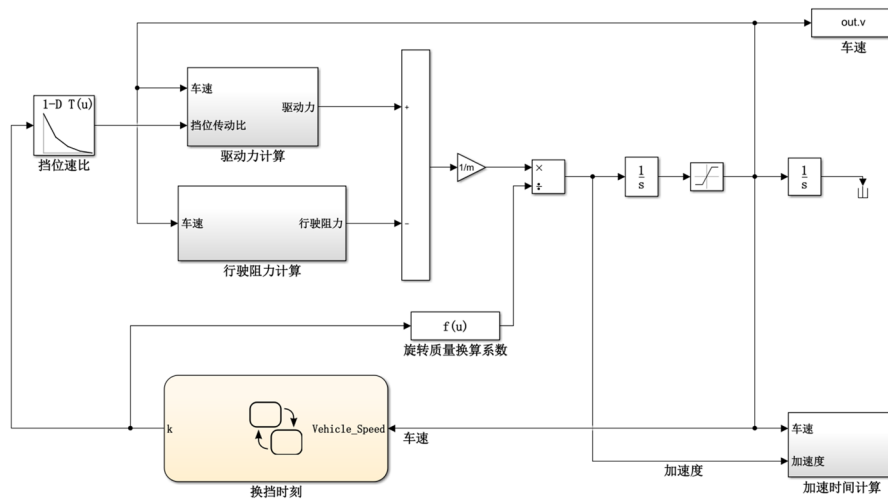 out.v
车速
1-D T(u)
挡位速比
车速
挡位传动比
驱动力
驱动力计算
+
车速
行驶阻力
行驶阻力计算
-
1/m
×
÷
1
s
1
s
f(u)
旋转质量换算系数
k
Vehicle_Speed
换挡时刻
车速
加速度
车速
加速度
加速时间计算